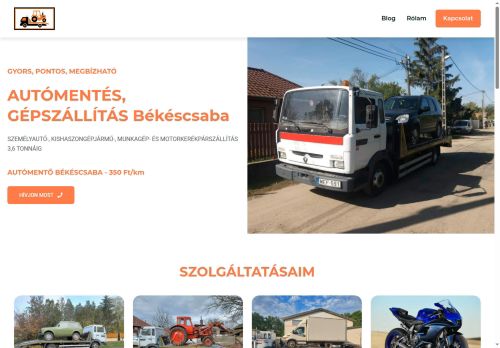 Blog Rólam Kapcsolat
GYORS, PONTOS, MEGBÍZHATÓ
AUTÓMENTÉS,
GÉPSZÁLLÍTÁS Békéscsaba
SZEMÉLYAUTÓ , KISHASZONGÉPJÁRMŰ , MUNKAGÉP- ÉS MOTORKERÉKPÁRSZÁLLÍTÁS
3,6 TONNÁIG
AUTÓMENTŐ BÉKÉSCSABA - 350 Ft/km
HÍVJON MOST
SZOLGÁLTATÁSAIM